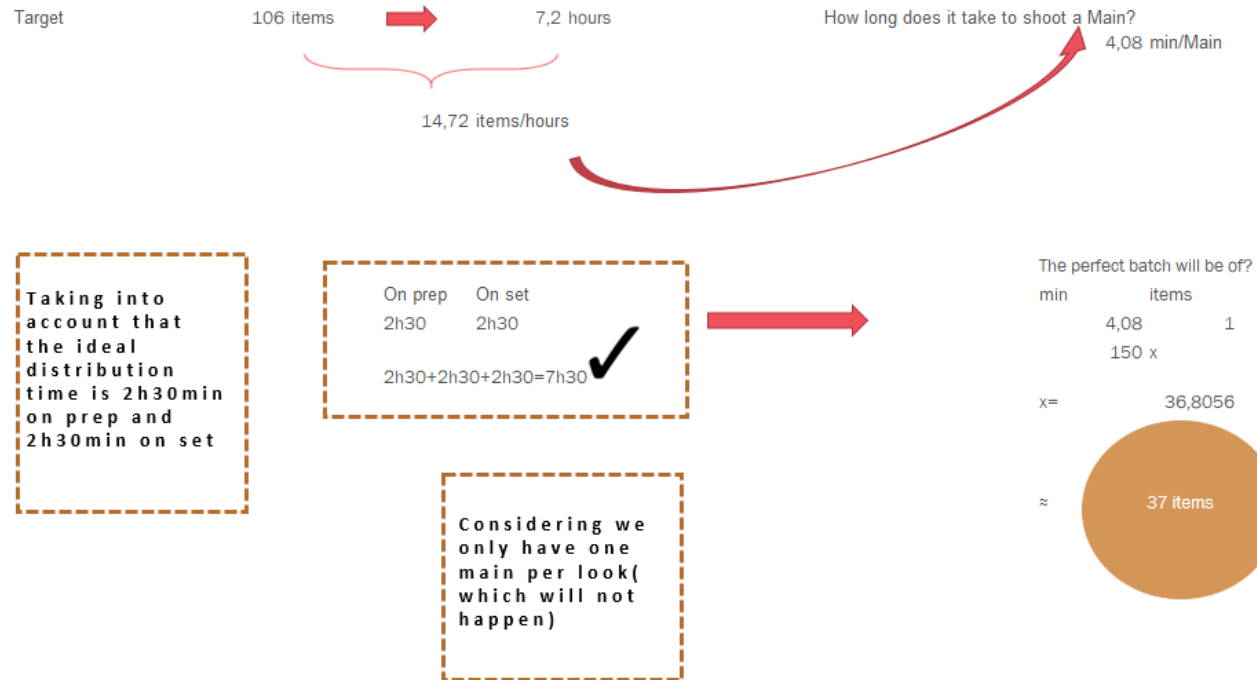 Target 106 items 7,2 hours How long does it take to shoot a Main?
4,08 min/Main
14,72 items/hours
Taking into
account that
the ideal
distribution
time is 2h30min
on prep and
2h30min on set
On prep On set
2h30 2h30
2h30+2h30+2h30=7h30
Considering we
only have one
main per look(
which will not
happen)
The perfect batch will be of?
min items
4,08 1
150 x
x= 36,8056
≈ 37 items